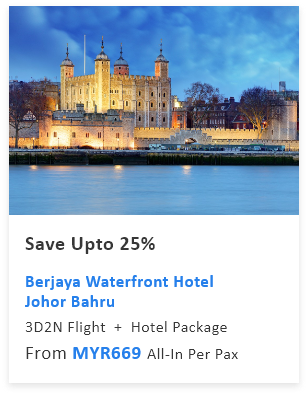 Save Upto 25%
Berjaya Waterfront Hotel
Johor Bahru
3D2N Flight + Hotel Package
From MYR669 All-In Per Pax